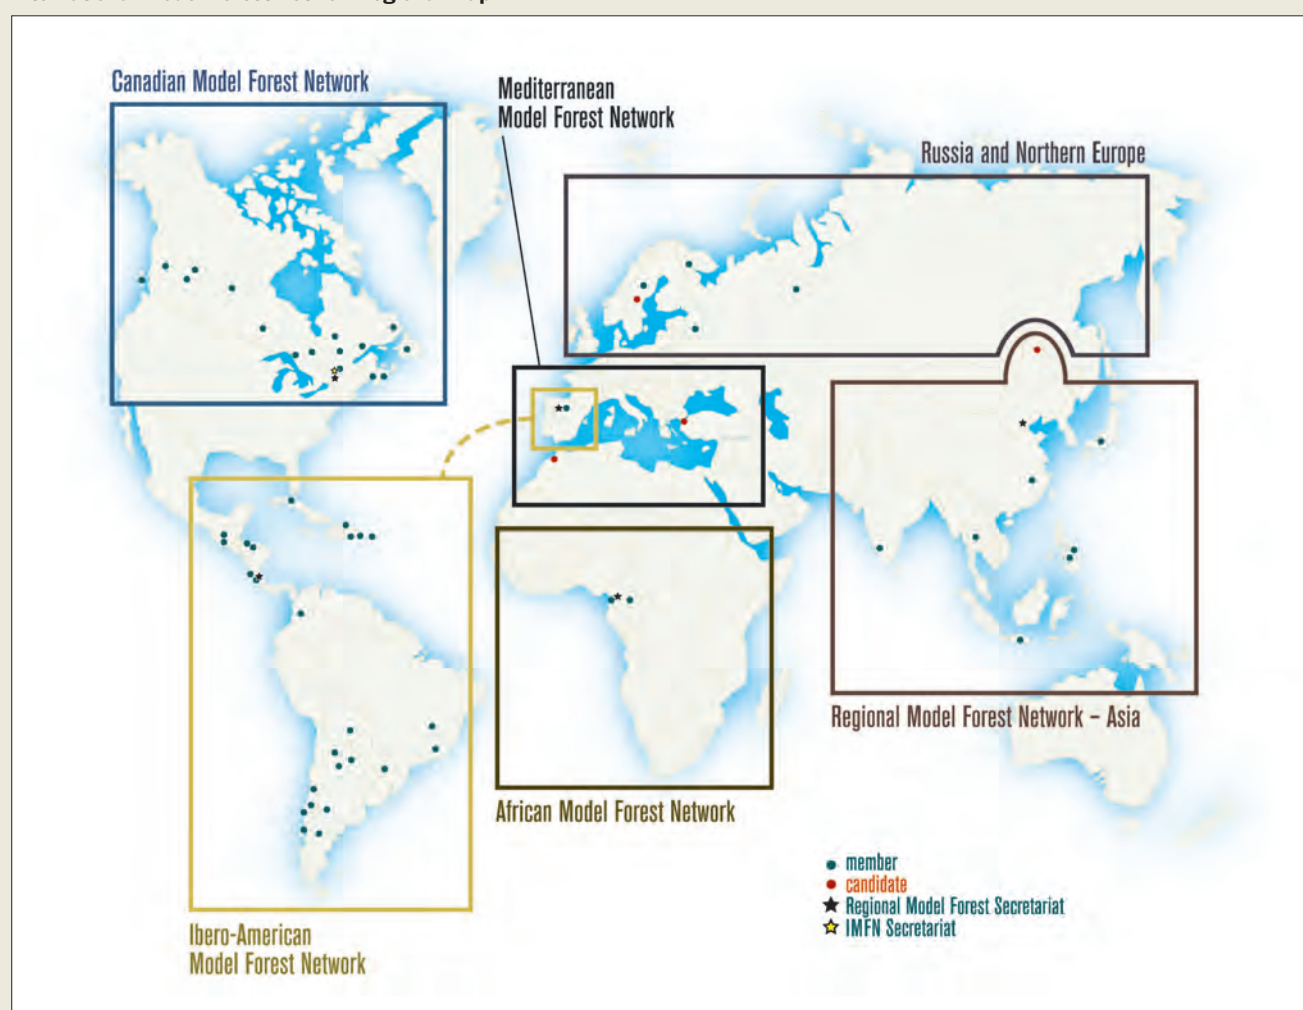 Canadian Model Forest Network
Mediterranean
Model Forest Network
Russia and Northern Europe
Regional Model Forest Network – Asia
African Model Forest Network
Ibero-American
Model Forest Network
member
candidate
Regional Model Forest Secretariat
IMFN Secretariat